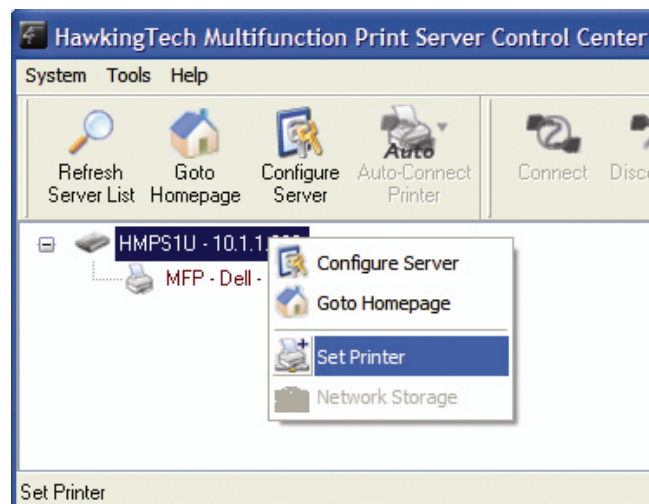 HawkingTech Multifunction Print Server Control Center
System Tools Help
Refresh Server List
Goto Homepage
Configure Server
Auto
Auto-Connect Printer
Connect
HMPS1U - 10.1.1.
MFP - Dell -
Configure Server
Goto Homepage
Set Printer
Network Storage
Set Printer